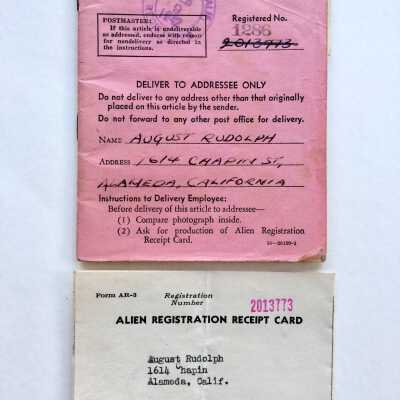 POSTMASTER:
If this article is undeliverable
as addressed, endorse with reason
for nondelivery as directed in
the instructions.
Registered No.
1286
2013773
DELIVER TO ADDRESSEE ONLY
Do not deliver to any address other than that originally
placed on this article by the sender.
Do not forward to any other post office for delivery.
NAME AUGUST RUDOLPH
ADDRESS 1614 CHAPIN ST,
ALAMEDA, CALIFORNIA
Instructions to Delivery Employee:
Before delivery of this article to addressee—
(1) Compare photograph inside.
(2) Ask for production of Alien Registration
Receipt Card.
Form AR-3
Registration
Number
2013773
ALIEN REGISTRATION RECEIPT CARD
August Rudolph
1614 Chapin
Alameda, Calif.